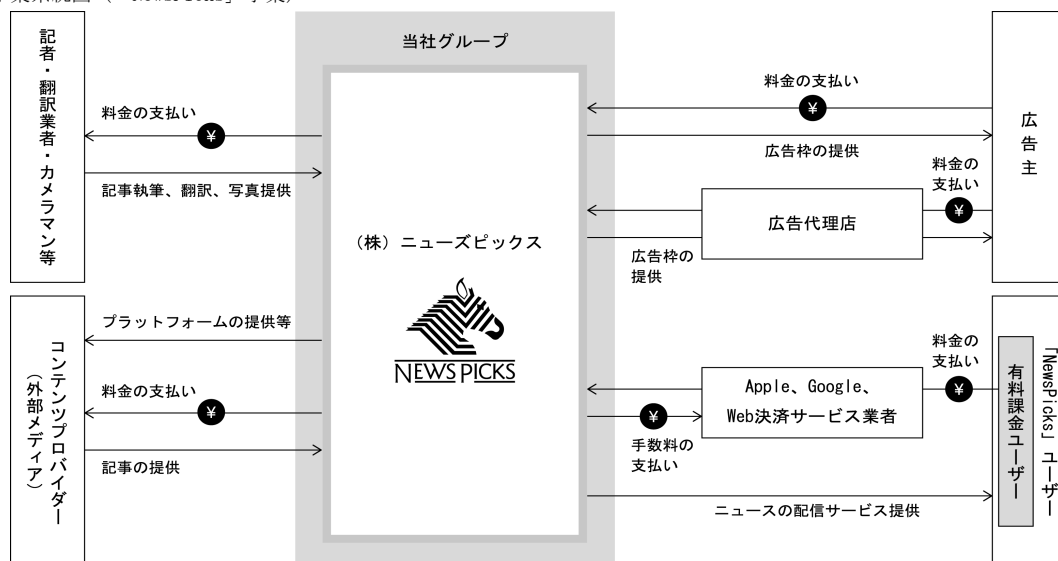 記者・翻訳業者・カメラマン等
料金の支払い
¥
記事執筆、翻訳、写真提供
コンテンツプロバイダー
(外部メディア)
プラットフォームの提供等
料金の支払い
¥
記事の提供
当社グループ
(株)ニューズピックス
NEWS PICKS
料金の支払い
¥
広告枠の提供
広告主
料金の
支払い
¥
広告代理店
広告枠の
提供
料金の
支払い
¥
Apple、Google、
Web決済サービス業者
¥
手数料の
支払い
ニュースの配信サービス提供
「NewsPicks」ユーザー
有料課金ユーザー